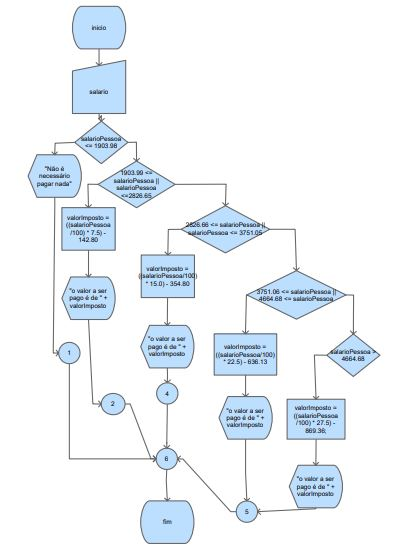 inicio
salario
salarioPessoa
<= 1903.98
"Não é
necessário
pagar nada"
1903.99 <=
salarioPessoa ||
salarioPessoa
<=2826.65
valorImposto =
((salarioPessoa
/100) * 7.5) -
142.80
"o valor a ser
pago é de " +
valorImposto
2826.66 <= salarioPessoa ||
salarioPessoa <= 3751.05
valorImposto =
((salarioPessoa/100)
* 15.0) - 354.80
"o valor a ser
pago é de " +
valorImposto
3751.06 <= salarioPessoa ||
4664.68 <= salarioPessoa
valorImposto =
((salarioPessoa/100)
* 22.5) - 636.13
"o valor a ser
pago é de " +
valorImposto
salarioPessoa >
4664.68
valorImposto =
((salarioPessoa
/100) * 27.5) -
869.36;
"o valor a ser
pago é de " +
valorImposto
1
2
4
6
5
fim